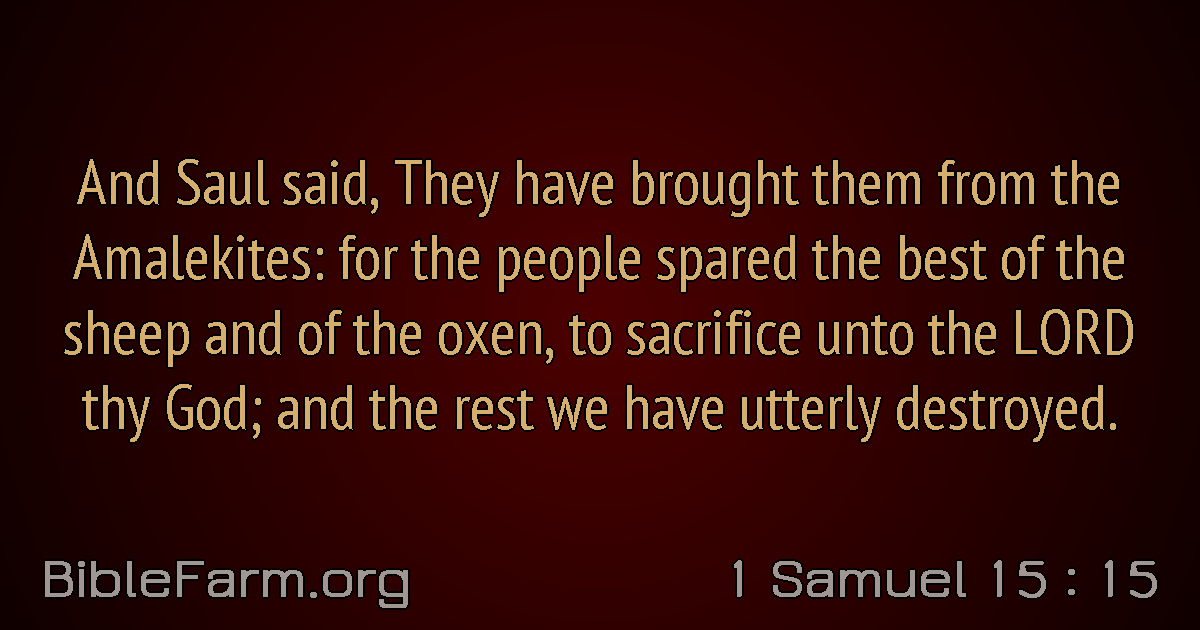 And Saul said, They have brought them from the
Amalekites: for the people spared the best of the
sheep and of the oxen, to sacrifice unto the LORD
thy God; and the rest we have utterly destroyed.
BibleFarm.org
1 Samuel 15 : 15